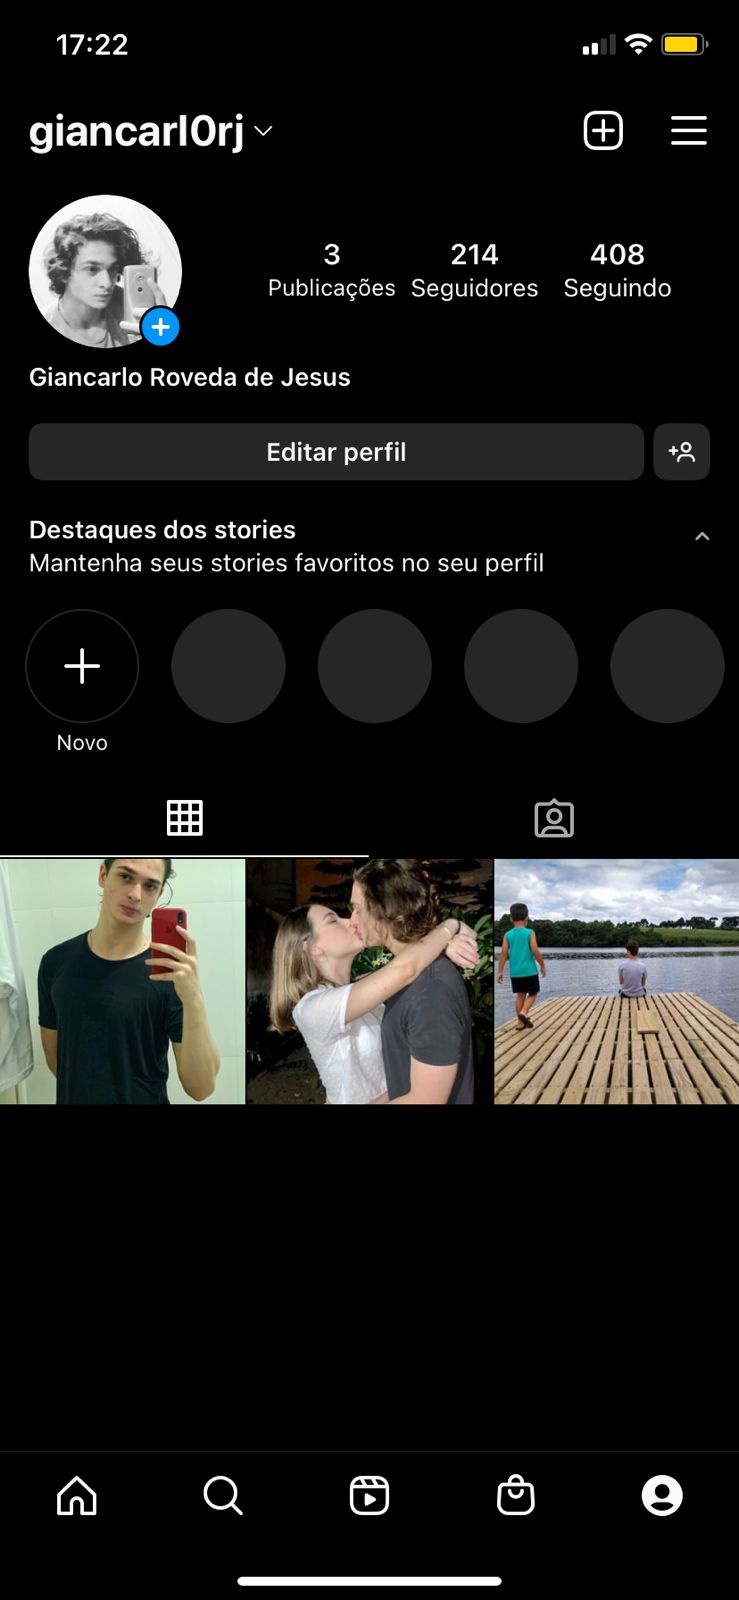 17:22
giancarl0rj
3 214 408
Publicações Seguidores Seguindo
Giancarlo Roveda de Jesus
Editar perfil
Destaques dos stories
Mantenha seus stories favoritos no seu perfil
Novo